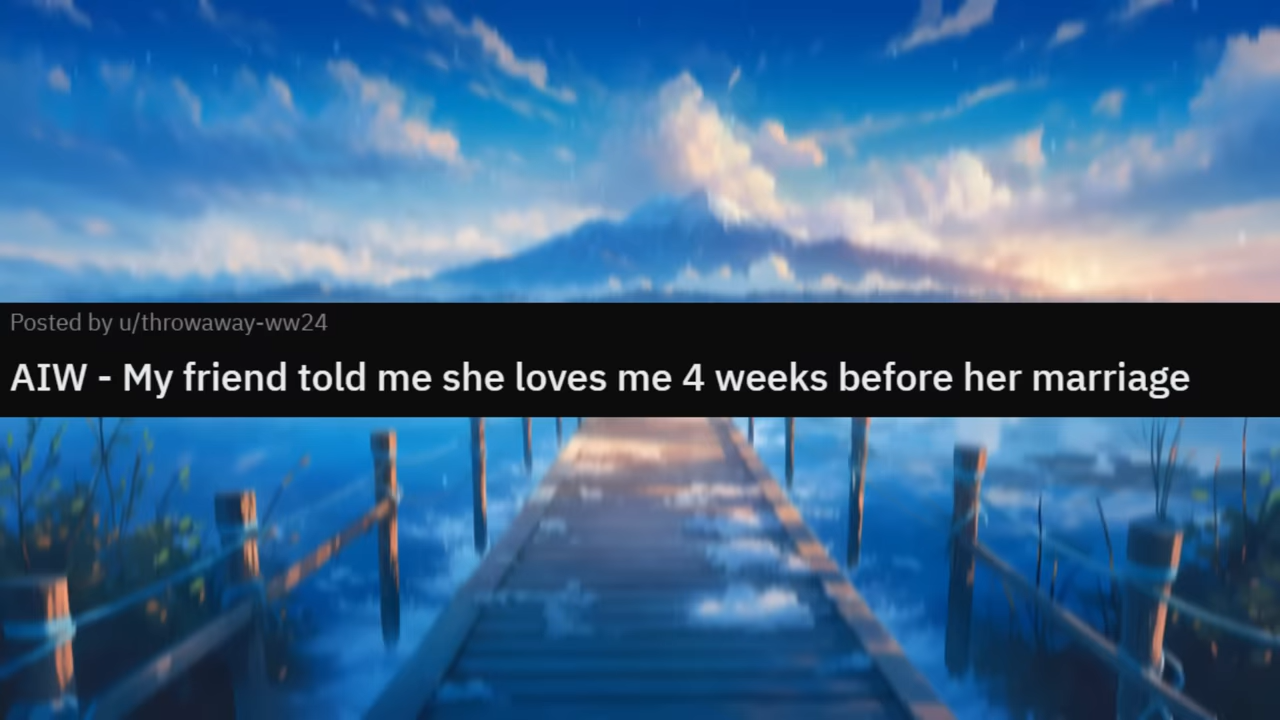 Posted by u/throwaway-ww24
AIW - My friend told me she loves me 4 weeks before her marriage